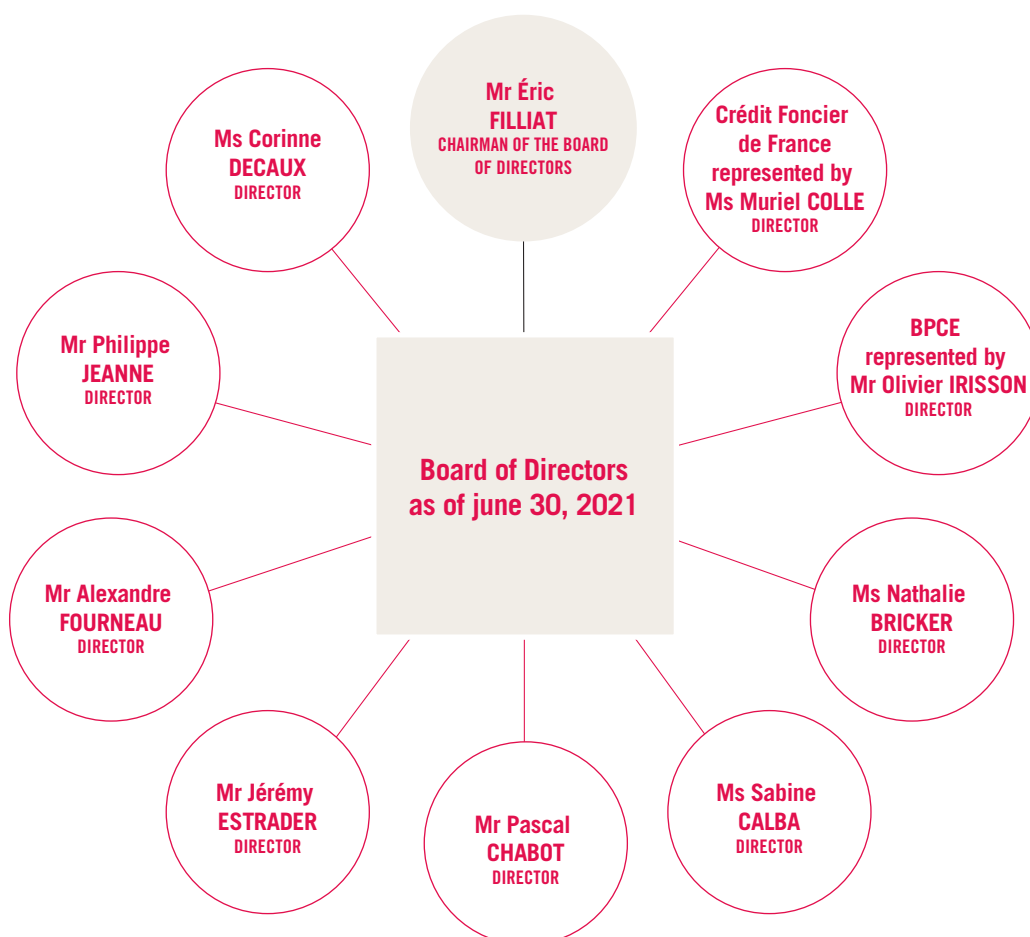 Mr Éric
FILLIAT
CHAIRMAN OF THE BOARD
OF DIRECTORS
Crédit Foncier
de France
represented by
Ms Muriel COLLE
DIRECTOR
BPCE
represented by
Mr Olivier IRISSON
DIRECTOR
Ms Nathalie
BRICKER
DIRECTOR
Ms Sabine
CALBA
DIRECTOR
Mr Pascal
CHABOT
DIRECTOR
Mr Jérémy
ESTRADER
DIRECTOR
Mr Alexandre
FOURNEAU
DIRECTOR
Mr Philippe
JEANNE
DIRECTOR
Ms Corinne
DECAUX
DIRECTOR
Board of Directors
as of june 30, 2021